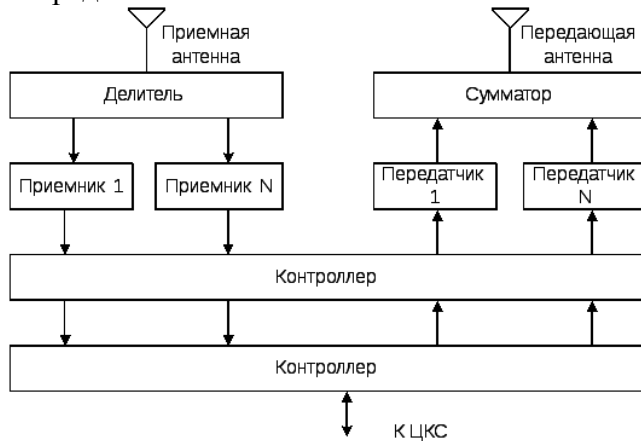 Приемная
антенна
Передающая
антенна
Делитель
Сумматор
Приемник 1
Приемник N
Передатчик
1
Передатчик
N
Контроллер
Контроллер
К ЦКС